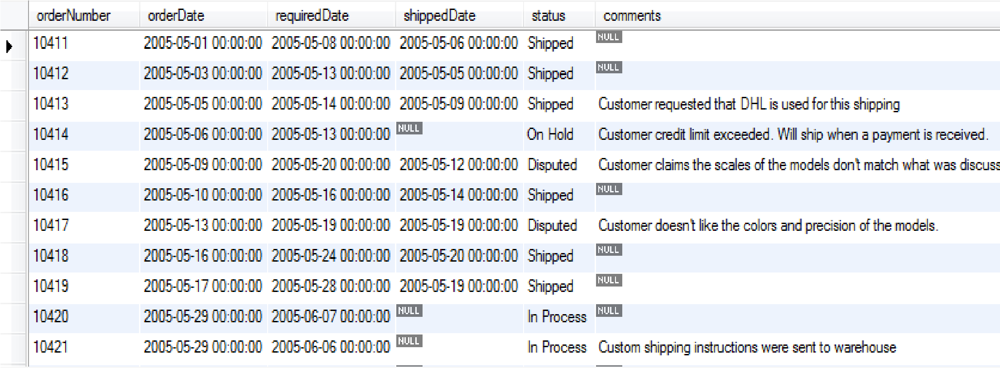 orderNumber orderDate requiredDate shippedDate status comments
10411 2005-05-01 00:00:00 2005-05-08 00:00:00 2005-05-06 00:00:00 Shipped NULL
10412 2005-05-03 00:00:00 2005-05-13 00:00:00 2005-05-05 00:00:00 Shipped NULL
10413 2005-05-05 00:00:00 2005-05-14 00:00:00 2005-05-09 00:00:00 Shipped Customer requested that DHL is used for this shipping
10414 2005-05-06 00:00:00 2005-05-13 00:00:00 NULL On Hold Customer credit limit exceeded. Will ship when a payment is received.
10415 2005-05-09 00:00:00 2005-05-20 00:00:00 2005-05-12 00:00:00 Disputed Customer claims the scales of the models don't match what was discuss
10416 2005-05-10 00:00:00 2005-05-16 00:00:00 2005-05-14 00:00:00 Shipped NULL
10417 2005-05-13 00:00:00 2005-05-19 00:00:00 2005-05-19 00:00:00 Disputed Customer doesn't like the colors and precision of the models.
10418 2005-05-16 00:00:00 2005-05-24 00:00:00 2005-05-20 00:00:00 Shipped NULL
10419 2005-05-17 00:00:00 2005-05-28 00:00:00 2005-05-19 00:00:00 Shipped NULL
10420 2005-05-29 00:00:00 2005-06-07 00:00:00 NULL In Process NULL
10421 2005-05-29 00:00:00 2005-06-06 00:00:00 NULL In Process Custom shipping instructions were sent to warehouse